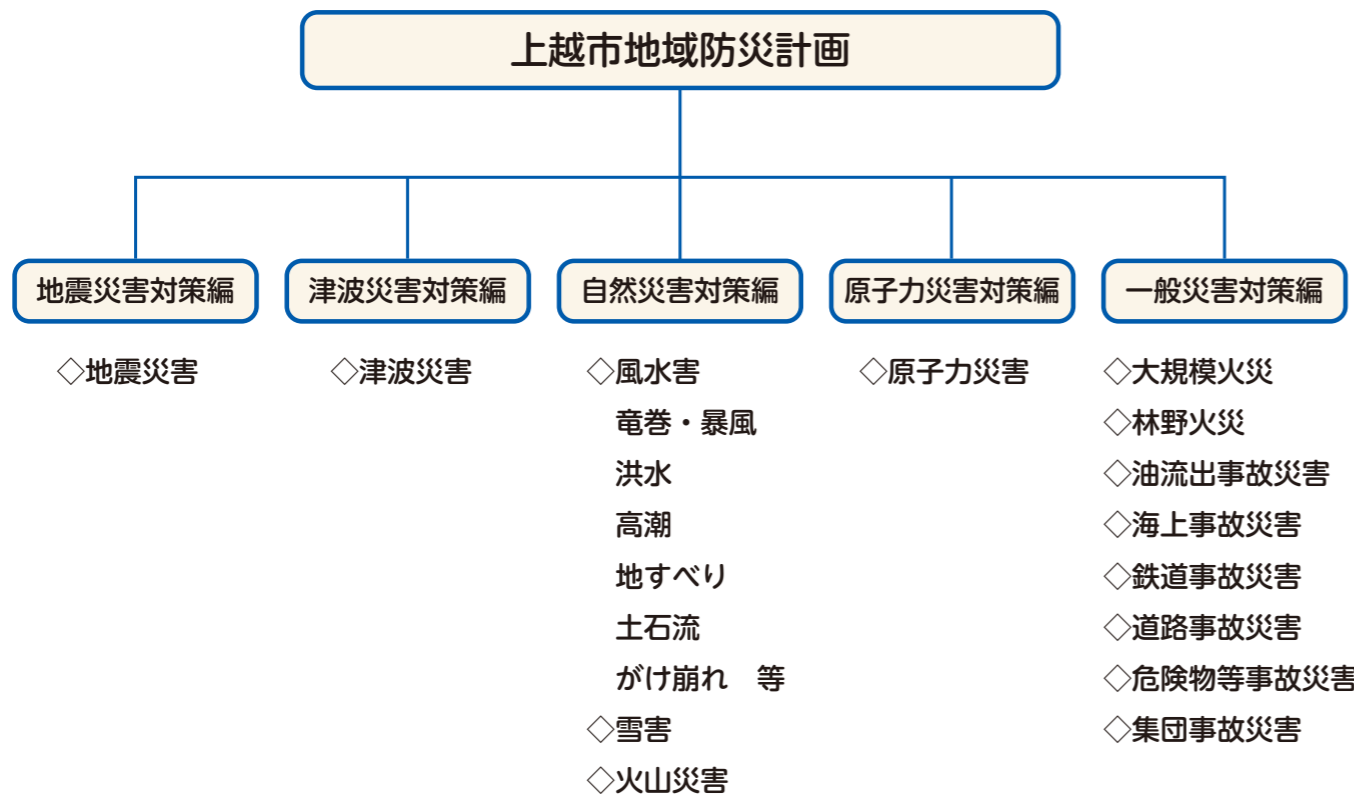 上越市地域防災計画
地震災害対策編
◇地震災害
津波災害対策編
◇津波災害
自然災害対策編
◇風水害
竜巻・暴風
洪水
高潮
地すべり
土石流
がけ崩れ　等
◇雪害
◇火山災害
原子力災害対策編
◇原子力災害
一般災害対策編
◇大規模火災
◇林野火災
◇油流出事故災害
◇海上事故災害
◇鉄道事故災害
◇道路事故災害
◇危険物等事故災害
◇集団事故災害